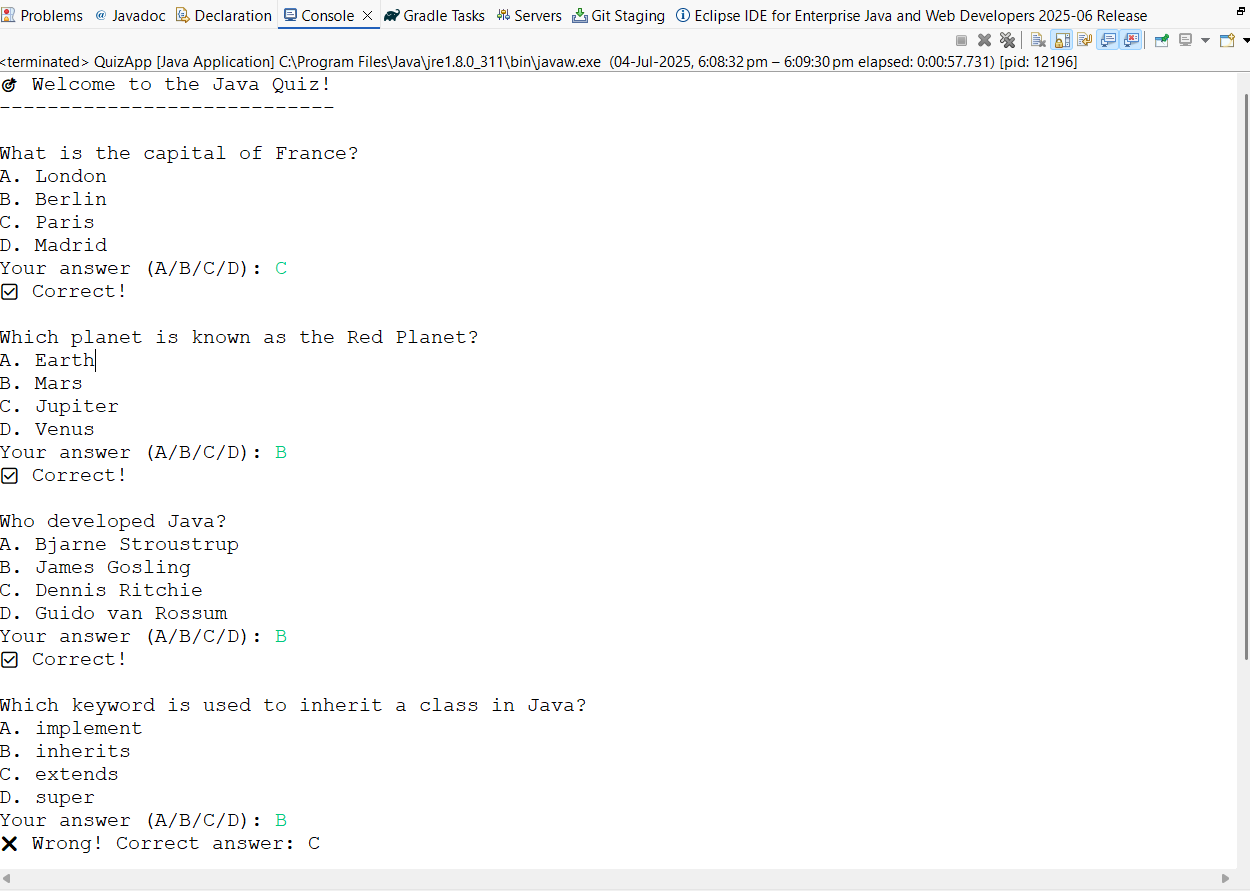 Problems @ Javadoc Declaration Console Gradle Tasks Servers Git Staging Eclipse IDE for Enterprise Java and Web Developers 2025-06 Release
<terminated> QuizApp [Java Application] C:\Program Files\Java\jre1.8.0_311\bin\javaw.exe (04-Jul-2025, 6:08:32 pm – 6:09:30 pm elapsed: 0:00:57.731) [pid: 12196]
🎯 Welcome to the Java Quiz!
----------------------------
What is the capital of France?
A. London
B. Berlin
C. Paris
D. Madrid
Your answer (A/B/C/D): C
☑ Correct!
Which planet is known as the Red Planet?
A. Earth
B. Mars
C. Jupiter
D. Venus
Your answer (A/B/C/D): B
☑ Correct!
Who developed Java?
A. Bjarne Stroustrup
B. James Gosling
C. Dennis Ritchie
D. Guido van Rossum
Your answer (A/B/C/D): B
☑ Correct!
Which keyword is used to inherit a class in Java?
A. implement
B. inherits
C. extends
D. super
Your answer (A/B/C/D): B
❌ Wrong! Correct answer: C